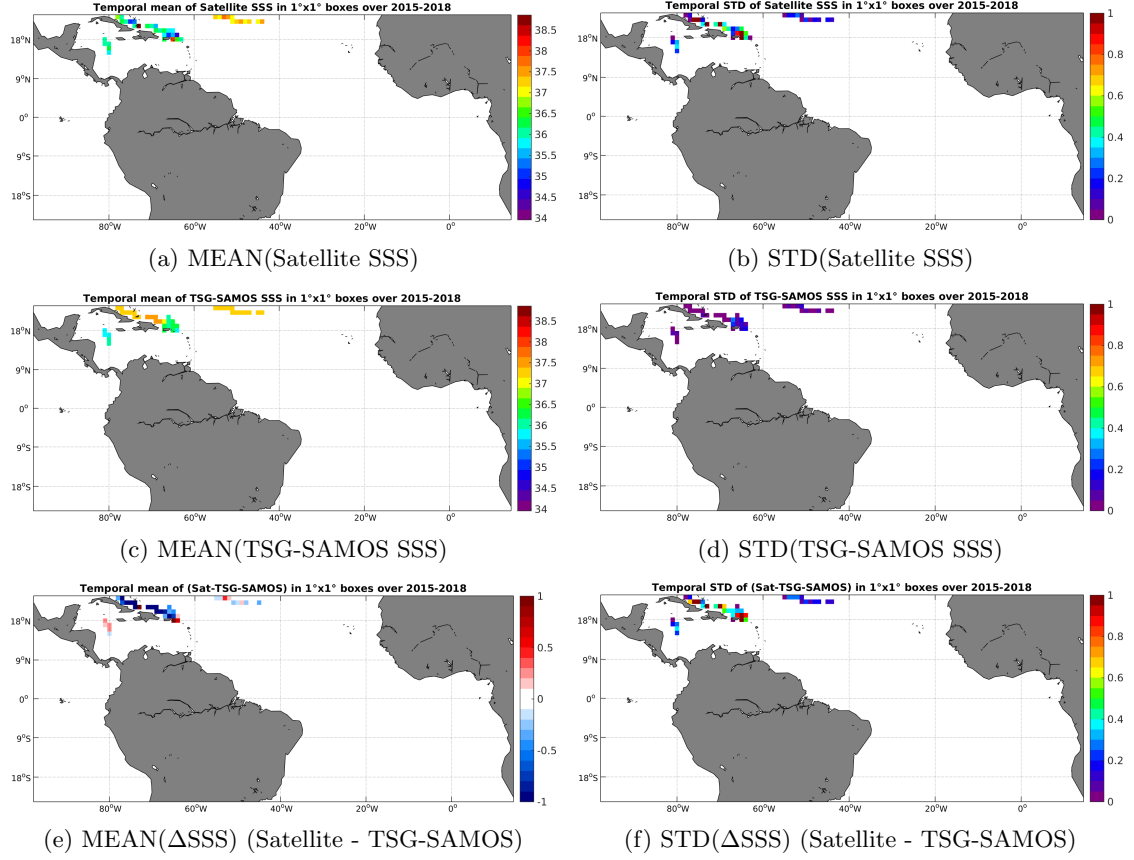 Temporal mean of Satellite SSS in 1°x1° boxes over 2015-2018
18°N
9°N
0°
9°S
18°S
80°W
60°W
40°W
20°W
0°
38.5
38
37.5
37
36.5
36
35.5
35
34.5
34
(a) MEAN(Satellite SSS)
Temporal STD of Satellite SSS in 1°x1° boxes over 2015-2018
18°N
9°N
0°
9°S
18°S
80°W
60°W
40°W
20°W
0°
1
0.8
0.6
0.4
0.2
0
(b) STD(Satellite SSS)
Temporal mean of TSG-SAMOS SSS in 1°x1° boxes over 2015-2018
18°N
9°N
0°
9°S
18°S
80°W
60°W
40°W
20°W
0°
38.5
38
37.5
37
36.5
36
35.5
35
34.5
34
(c) MEAN(TSG-SAMOS SSS)
Temporal STD of TSG-SAMOS SSS in 1°x1° boxes over 2015-2018
18°N
9°N
0°
9°S
18°S
80°W
60°W
40°W
20°W
0°
1
0.8
0.6
0.4
0.2
0
(d) STD(TSG-SAMOS SSS)
Temporal mean of (Sat-TSG-SAMOS) in 1°x1° boxes over 2015-2018
18°N
9°N
0°
9°S
18°S
80°W
60°W
40°W
20°W
0°
1
0.5
0
-0.5
-1
(e) MEAN(ΔSSS) (Satellite - TSG-SAMOS)
Temporal STD of (Sat-TSG-SAMOS) in 1°x1° boxes over 2015-2018
18°N
9°N
0°
9°S
18°S
80°W
60°W
40°W
20°W
0°
1
0.8
0.6
0.4
0.2
0
(f) STD(ΔSSS) (Satellite - TSG-SAMOS)